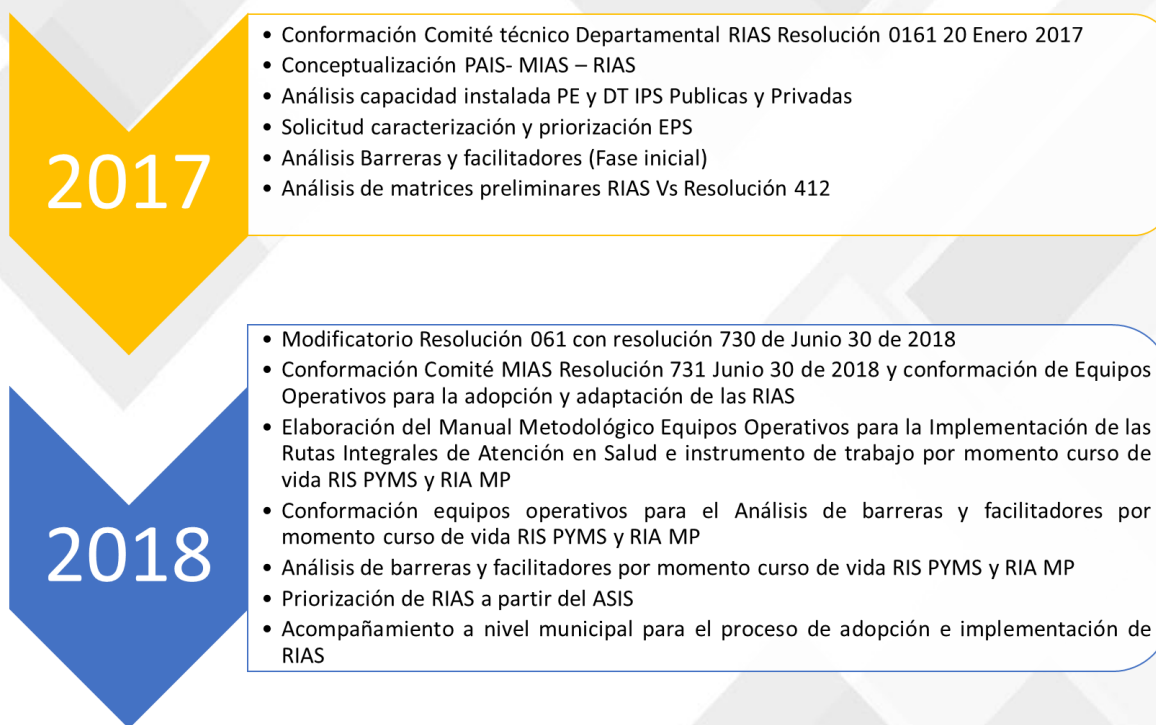 2017
• Conformación Comité técnico Departamental RIAS Resolución 0161 20 Enero 2017
• Conceptualización PAIS- MIAS – RIAS
• Análisis capacidad instalada PE y DT IPS Publicas y Privadas
• Solicitud caracterización y priorización EPS
• Análisis Barreras y facilitadores (Fase inicial)
• Análisis de matrices preliminares RIAS Vs Resolución 412
2018
• Modificatorio Resolución 061 con resolución 730 de Junio 30 de 2018
• Conformación Comité MIAS Resolución 731 Junio 30 de 2018 y conformación de Equipos
Operativos para la adopción y adaptación de las RIAS
• Elaboración del Manual Metodológico Equipos Operativos para la Implementación de las
Rutas Integrales de Atención en Salud e instrumento de trabajo por momento curso de
vida RIS PYMS y RIA MP
• Conformación equipos operativos para el Análisis de barreras y facilitadores por
momento curso de vida RIS PYMS y RIA MP
• Análisis de barreras y facilitadores por momento curso de vida RIS PYMS y RIA MP
• Priorización de RIAS a partir del ASIS
• Acompañamiento a nivel municipal para el proceso de adopción e implementación de
RIAS